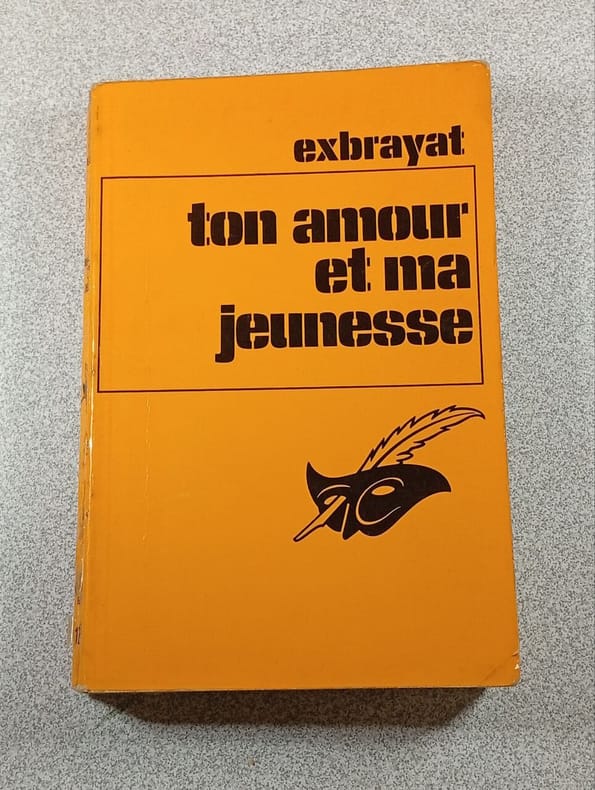 exbrayat
ton amour
et ma
jeunesse